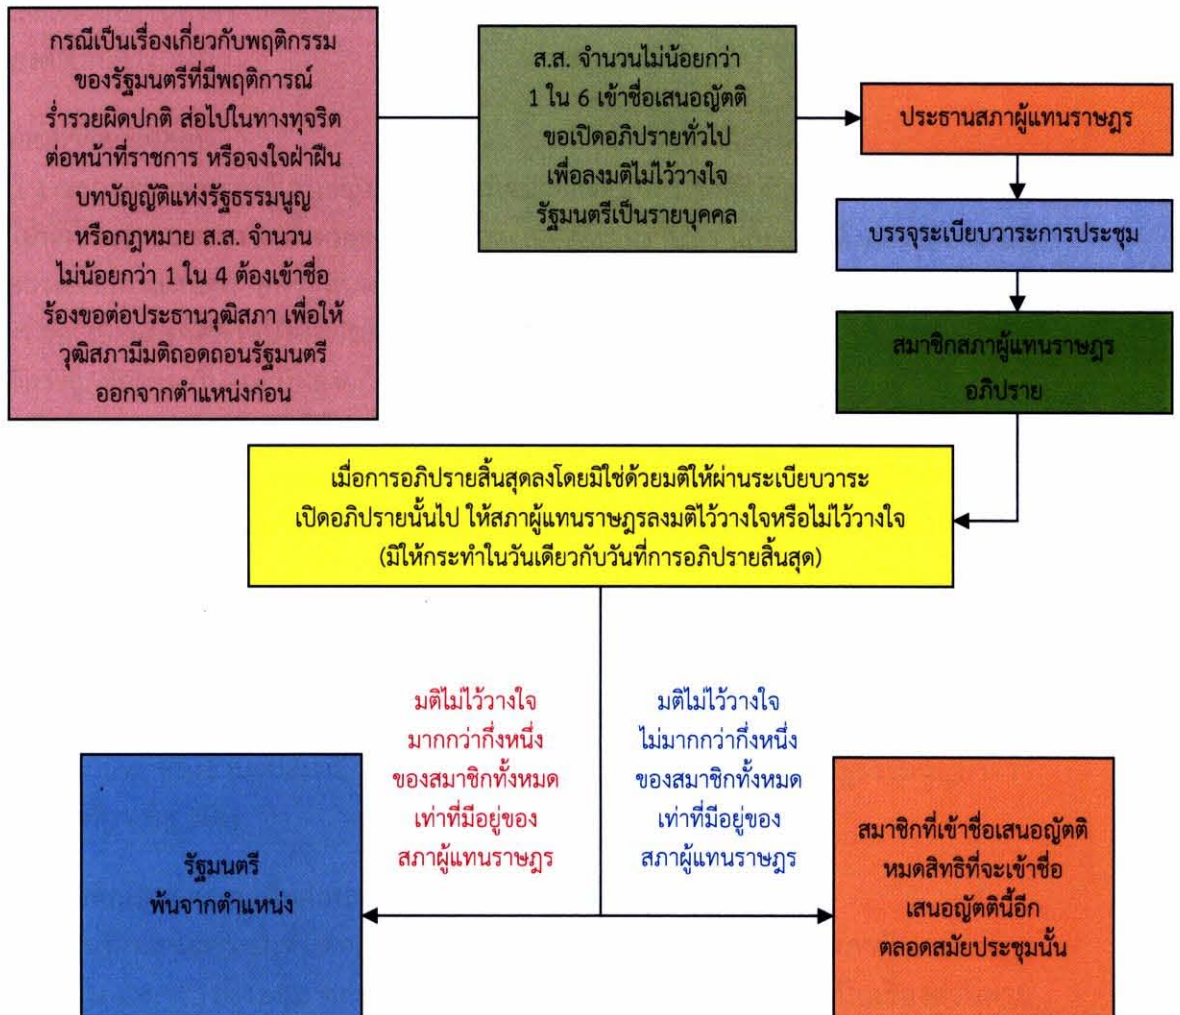 กรณีเป็นเรื่องเกี่ยวกับพฤติกรรม
ของรัฐมนตรีที่มีพฤติการณ์
ร่ำรวยผิดปกติ ส่อไปในทางทุจริต
ต่อหน้าที่ราชการ หรือจงใจฝ่าฝืน
บทบัญญัติแห่งรัฐธรรมนูญ
หรือกฎหมาย ส.ส. จำนวน
ไม่น้อยกว่า 1 ใน 4 ต้องเข้าชื่อ
ร้องขอต่อประธานวุฒิสภา เพื่อให้
วุฒิสภามีมติถอดถอนรัฐมนตรี
ออกจากตำแหน่งก่อน
ส.ส. จำนวนไม่น้อยกว่า
1 ใน 6 เข้าชื่อเสนอญัตติ
ขอเปิดอภิปรายทั่วไป
เพื่อลงมติไม่ไว้วางใจ
รัฐมนตรีเป็นรายบุคคล
ประธานสภาผู้แทนราษฎร
บรรจุระเบียบวาระการประชุม
สมาชิกสภาผู้แทนราษฎร
อภิปราย
เมื่อการอภิปรายสิ้นสุดลงโดยมิใช่ด้วยมติให้ผ่านระเบียบวาระ
เปิดอภิปรายนั้นไป ให้สภาผู้แทนราษฎรลงมติไว้วางใจหรือไม่ไว้วางใจ
(มิให้กระทำในวันเดียวกับวันที่การอภิปรายสิ้นสุด)
มติไม่ไว้วางใจ
มากกว่ากึ่งหนึ่ง
ของสมาชิกทั้งหมด
เท่าที่มีอยู่ของ
สภาผู้แทนราษฎร
มติไม่ไว้วางใจ
ไม่มากกว่ากึ่งหนึ่ง
ของสมาชิกทั้งหมด
เท่าที่มีอยู่ของ
สภาผู้แทนราษฎร
รัฐมนตรี
พ้นจากตำแหน่ง
สมาชิกที่เข้าชื่อเสนอญัตติ
หมดสิทธิที่จะเข้าชื่อ
เสนอญัตตินี้อีก
ตลอดสมัยประชุมนั้น